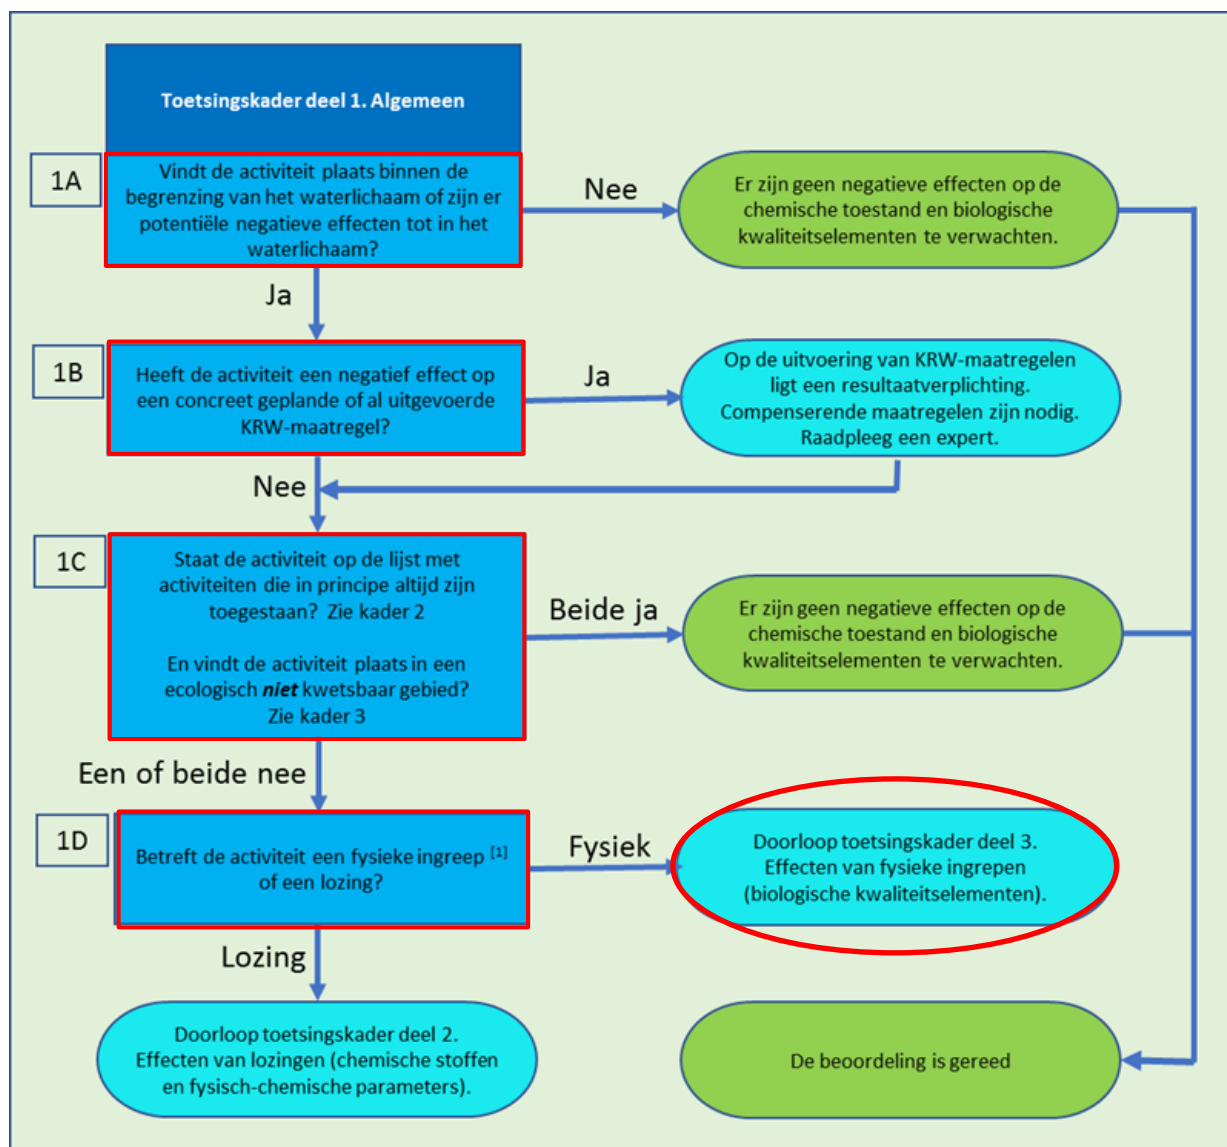 Toetsingskader deel 1. Algemeen
1A
Vindt de activiteit plaats binnen de
begrenzing van het waterlichaam of zijn er
potentiële negatieve effecten tot in het
waterlichaam?
Nee
Er zijn geen negatieve effecten op de
chemische toestand en biologische
kwaliteitselementen te verwachten.
Ja
1B
Heeft de activiteit een negatief effect op
een concreet geplande of al uitgevoerde
KRW-maatregel?
Ja
Op de uitvoering van KRW-maatregelen
ligt een resultaatverplichting.
Compenserende maatregelen zijn nodig.
Raadpleeg een expert.
Nee
1C
Staat de activiteit op de lijst met
activiteiten die in principe altijd zijn
toegestaan? Zie kader 2
En vindt de activiteit plaats in een
ecologisch niet kwetsbaar gebied?
Zie kader 3
Beide ja
Er zijn geen negatieve effecten op de
chemische toestand en biologische
kwaliteitselementen te verwachten.
Een of beide nee
1D
Betreft de activiteit een fysieke ingreep [1]
of een lozing?
Fysiek
Doorloop toetsingskader deel 3.
Effecten van fysieke ingrepen
(biologische kwaliteitselementen).
Lozing
Doorloop toetsingskader deel 2.
Effecten van lozingen (chemische stoffen
en fysisch-chemische parameters).
De beoordeling is gereed